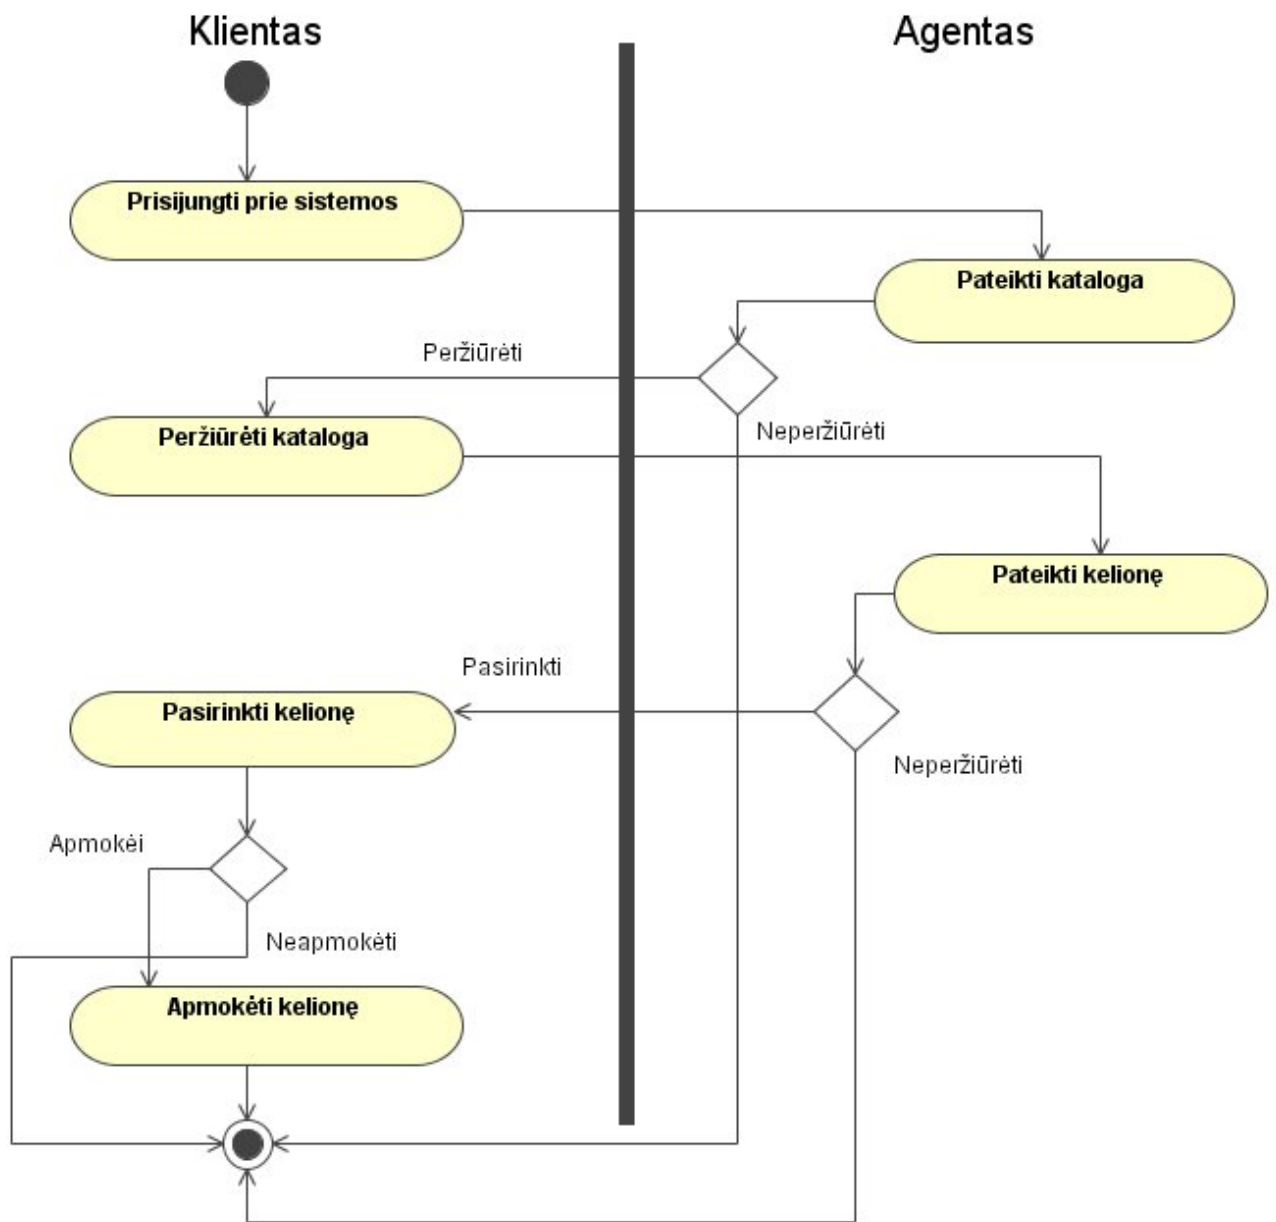 Klientas
Agentas
Prisijungti prie sistemos
Pateikti kataloga
Peržiūrėti
Neperžiūrėti
Peržiūrėti kataloga
Pateikti kelionę
Pasirinkti
Pasirinkti kelionę
Neperžiūrėti
Apmokėi
Neapmokėti
Apmokėti kelionę